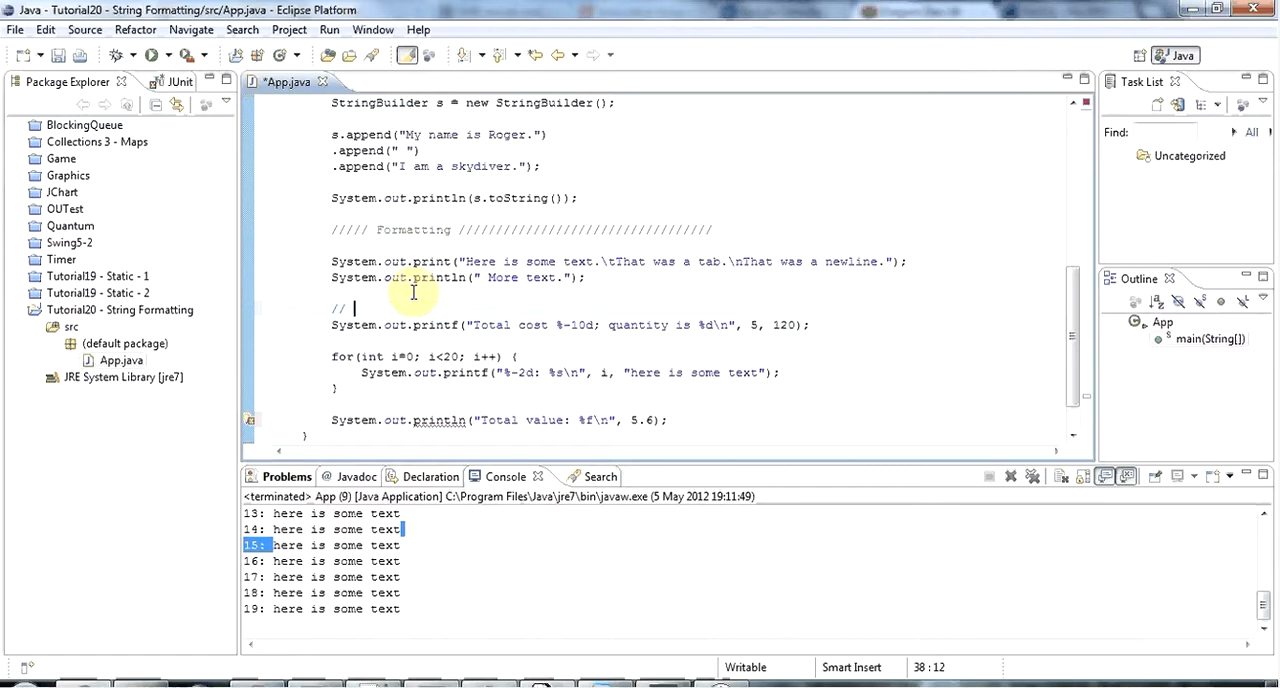 Java - Tutorial20 - String Formatting/src/App.java - Eclipse Platform
File Edit Source Refactor Navigate Search Project Run Window Help
Java
Package Explorer JUnit
BlockingQueue
Collections 3 - Maps
Game
Graphics
JChart
OUTest
Quantum
Swing5-2
Timer
Tutorial19 - Static - 1
Tutorial19 - Static - 2
Tutorial20 - String Formatting
src
(default package)
App.java
JRE System Library [jre7]
*App.java
StringBuilder s = new StringBuilder();
s.append("My name is Roger.")
.append(" ")
.append("I am a skydiver.");
System.out.println(s.toString());
///// Formatting //////////////////////////////////
System.out.print("Here is some text.\tThat was a tab.\nThat was a newline.");
System.out.println(" More text.");
//
System.out.printf("Total cost %-10d; quantity is %d\n", 5, 120);
for(int i=0; i<20; i++) {
System.out.printf("%-2d: %s\n", i, "here is some text");
}
System.out.println("Total value: %f\n", 5.6);
}
Task List
Find: All
Uncategorized
Outline
App
main(String[])
Problems @ Javadoc Declaration Console Search
<terminated> App (9) [Java Application] C:\Program Files\Java\jre7\bin\javaw.exe (5 May 2012 19:11:49)
13: here is some text
14: here is some text
15: here is some text
16: here is some text
17: here is some text
18: here is some text
19: here is some text
Writable Smart Insert 38 : 12